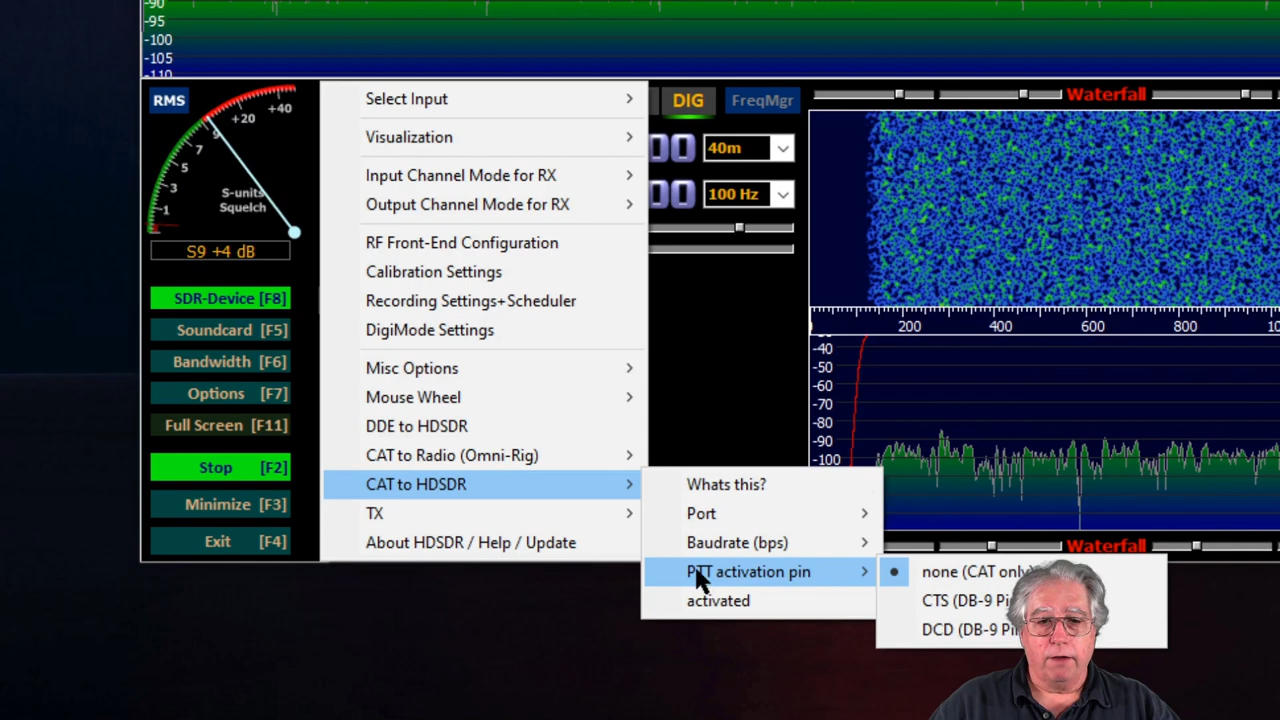 -90
-95
-100
-105
-110
RMS
+20
+40
9
7
5
3
1
S-units
Squelch
S9 +4 dB
SDR-Device [F8]
Soundcard [F5]
Bandwidth [F6]
Options [F7]
Full Screen [F11]
Stop [F2]
Minimize [F3]
Exit [F4]
Select Input
Visualization
Input Channel Mode for RX
Output Channel Mode for RX
RF Front-End Configuration
Calibration Settings
Recording Settings+Scheduler
DigiMode Settings
Misc Options
Mouse Wheel
DDE to HDSDR
CAT to Radio (Omni-Rig)
CAT to HDSDR
TX
About HDSDR / Help / Update
Whats this?
Port
Baudrate (bps)
PTT activation pin
activated
none (CAT only)
CTS (DB-9 Pin
DCD (DB-9 Pin
DIG
FreqMgr
00
40m
00
100 Hz
Waterfall
200 400 600 800
-40
-50
-60
-70
-80
-90
-100
Waterfall